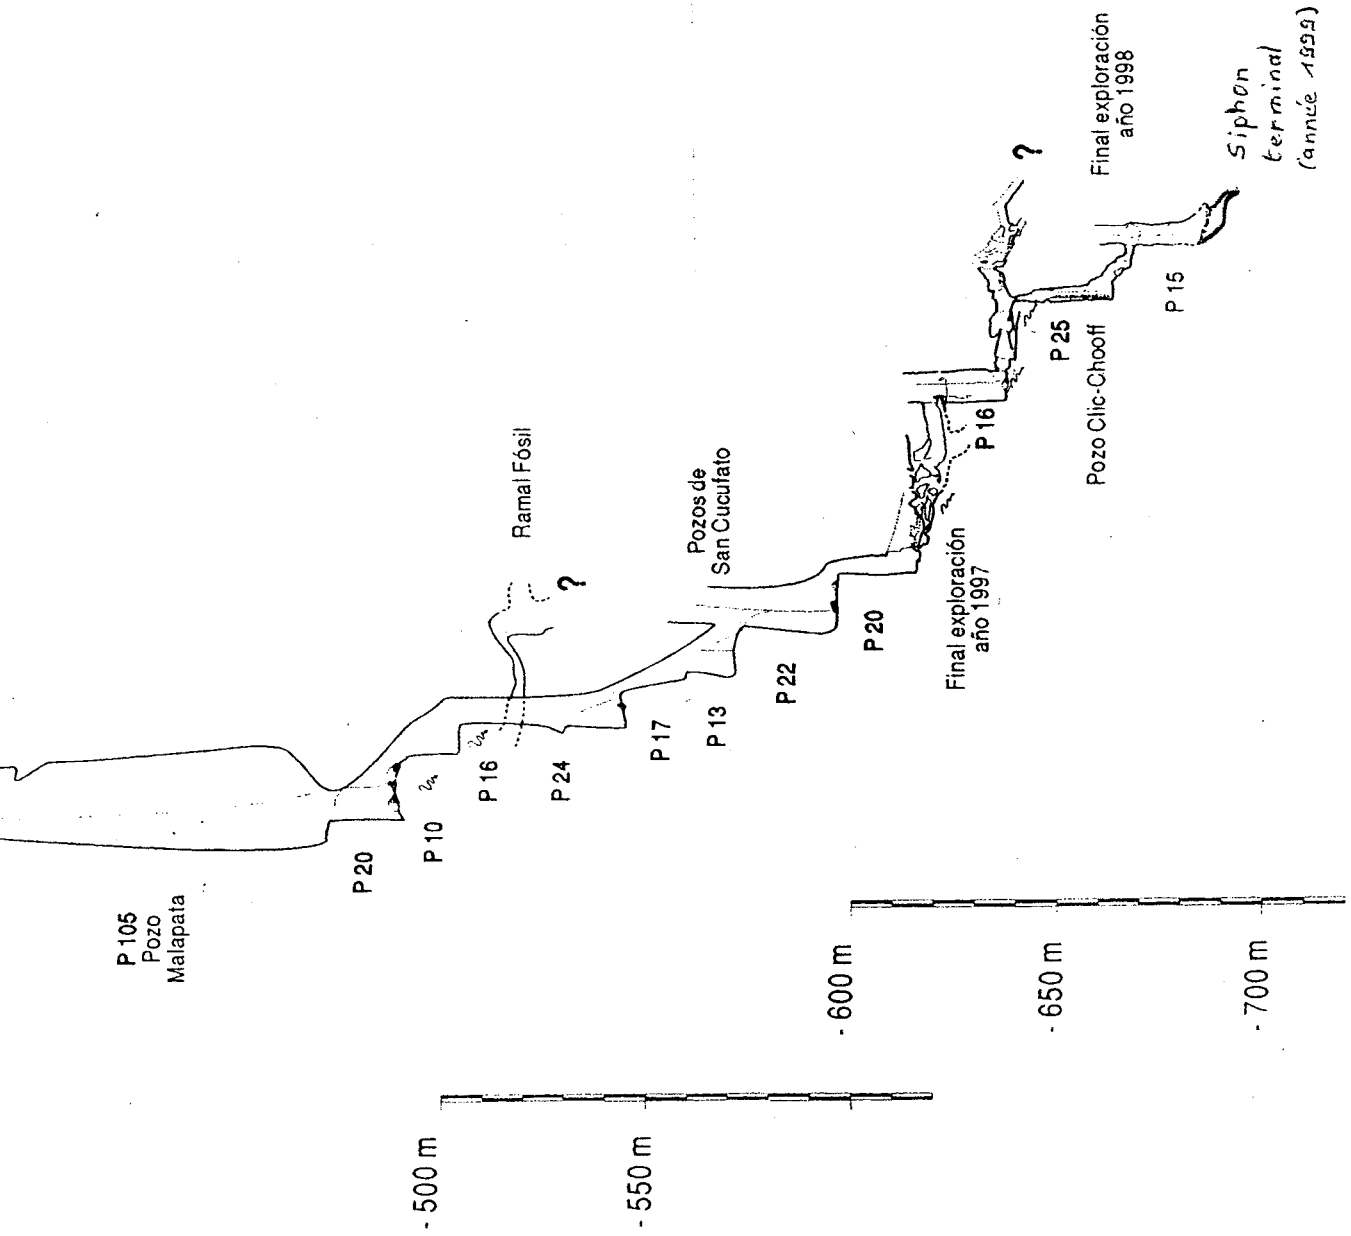 P 105
Pozo
Malapata
P 20
P 10
P 16
P 24
Ramal Fósil
?
P 17
P 13
Pozos de
San Cucufato
P 22
P 20
Final exploración
año 1997
P 16
?
P 25
Pozo Clic-Chooff
Final exploración
año 1998
P 15
Siphon
terminal
(année 1999)
- 500 m
- 550 m
- 600 m
- 650 m
- 700 m